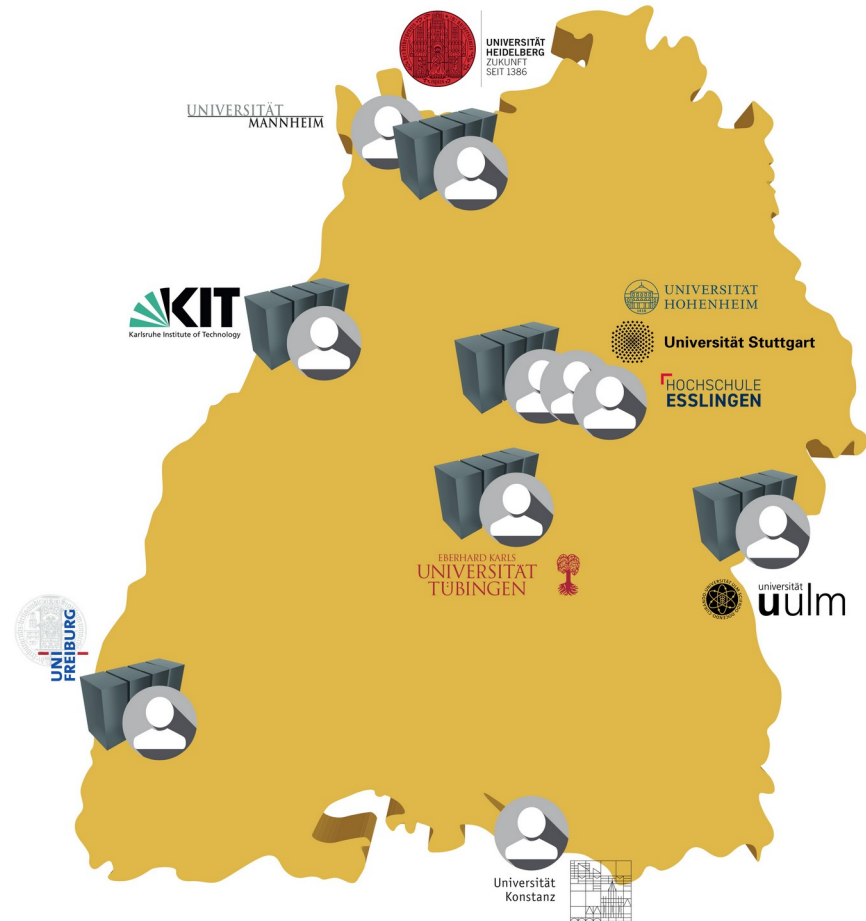 UNIVERSITÄT
HEIDELBERG
ZUKUNFT
SEIT 1386
UNIVERSITÄT
MANNHEIM
KIT
Karlsruhe Institute of Technology
UNIVERSITÄT
HOHENHEIM
Universität Stuttgart
HOCHSCHULE
ESSLINGEN
EBERHARD KARLS
UNIVERSITÄT
TÜBINGEN
universität
uulm
UNI
FREIBURG
Universität
Konstanz